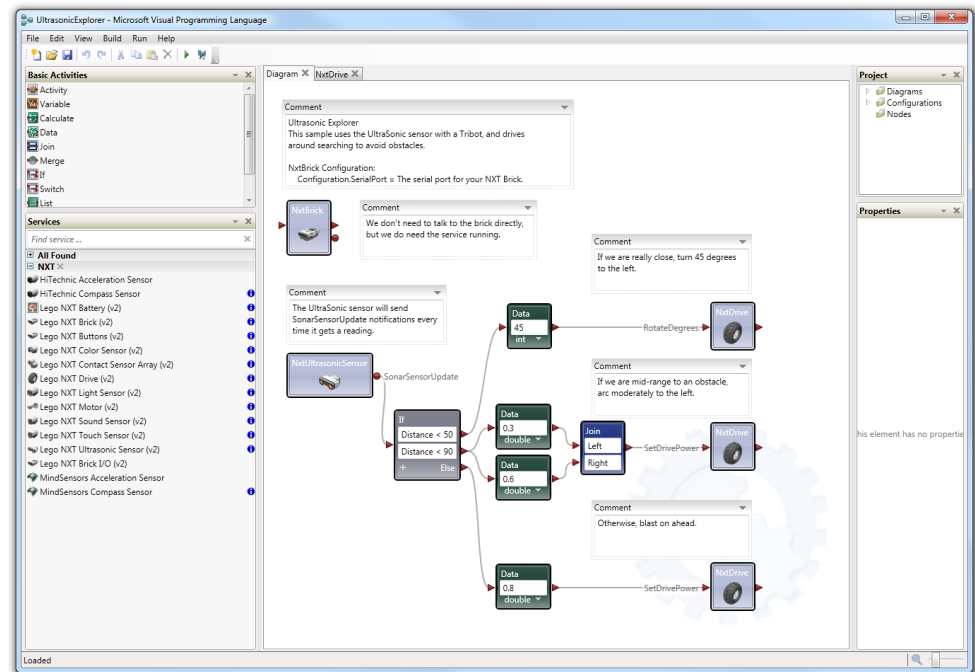 UltrasonicExplorer - Microsoft Visual Programming Language
File Edit View Build Run Help
Basic Activities
Activity
Variable
Calculate
Data
Join
Merge
If
Switch
List
Services
Find service ...
All Found
NXT
HiTechnic Acceleration Sensor
HiTechnic Compass Sensor
Lego NXT Battery (v2)
Lego NXT Brick (v2)
Lego NXT Buttons (v2)
Lego NXT Color Sensor (v2)
Lego NXT Contact Sensor Array (v2)
Lego NXT Drive (v2)
Lego NXT Light Sensor (v2)
Lego NXT Motor (v2)
Lego NXT Sound Sensor (v2)
Lego NXT Touch Sensor (v2)
Lego NXT Ultrasonic Sensor (v2)
Lego NXT Brick I/O (v2)
MindSensors Acceleration Sensor
MindSensors Compass Sensor
Diagram NxtDrive
Comment
Ultrasonic Explorer
This sample uses the UltraSonic sensor with a Tribot, and drives
around searching to avoid obstacles.
NxtBrick Configuration:
Configuration.SerialPort = The serial port for your NXT Brick.
NxtBrick
Comment
We don't need to talk to the brick directly,
but we do need the service running.
Comment
The UltraSonic sensor will send
SonarSensorUpdate notifications every
time it gets a reading.
NxtUltrasonicSensor
SonarSensorUpdate
If
Distance < 50
Distance < 90
+ Else
Comment
If we are really close, turn 45 degrees
to the left.
Data
45
int
RotateDegrees
NxtDrive
Comment
If we are mid-range to an obstacle,
arc moderately to the left.
Data
0.3
double
Data
0.6
double
Join
Left
Right
SetDrivePower
NxtDrive
Comment
Otherwise, blast on ahead.
Data
0.8
double
SetDrivePower
NxtDrive
Project
Diagrams
Configurations
Nodes
Properties
his element has no propertie
Loaded